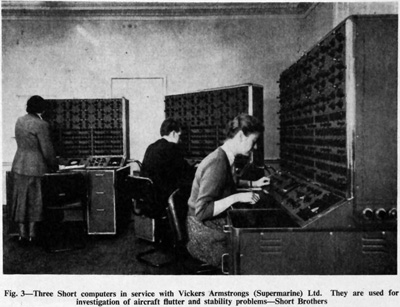 Fig. 3—Three Short computers in service with Vickers Armstrongs (Supermarine) Ltd. They are used for
investigation of aircraft flutter and stability problems—Short Brothers